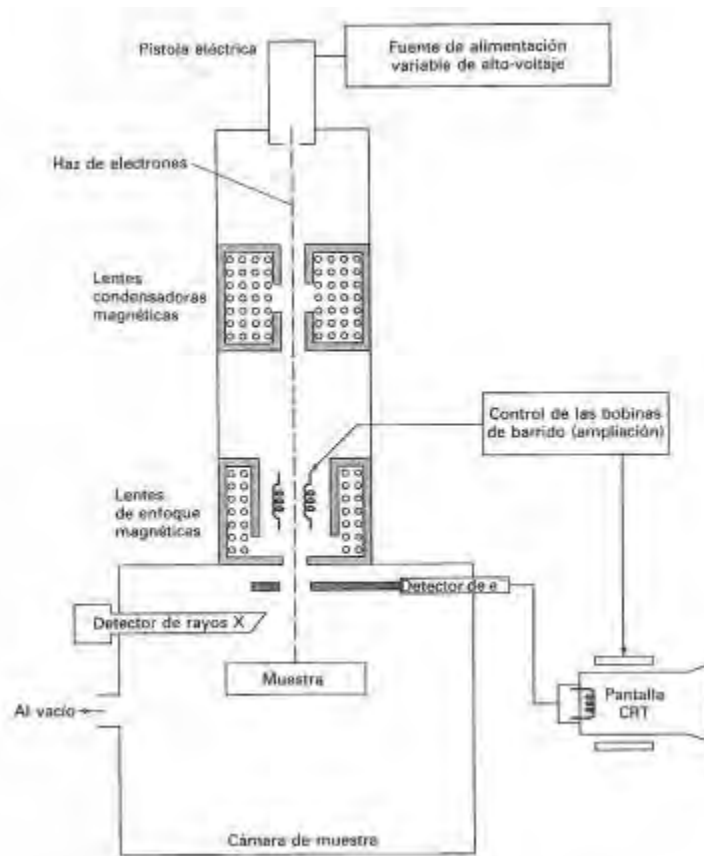 Pistola eléctrica
Fuente de alimentación
variable de alto-voltaje
Haz de electrones
Lentes
condensadoras
magnéticas
Control de las bobinas
de barrido (ampliación)
Lentes
de enfoque
magnéticas
Detector de e
Detector de rayos X
Muestra
Al vacío
Pantalla
CRT
Cámara de muestra